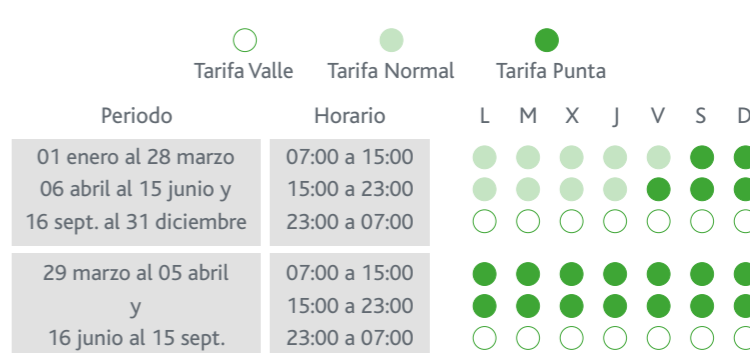 Tarifa Valle Tarifa Normal Tarifa Punta
Periodo Horario L M X J V S D
01 enero al 28 marzo 07:00 a 15:00
06 abril al 15 junio y 15:00 a 23:00
16 sept. al 31 diciembre 23:00 a 07:00
29 marzo al 05 abril 07:00 a 15:00
y 15:00 a 23:00
16 junio al 15 sept. 23:00 a 07:00